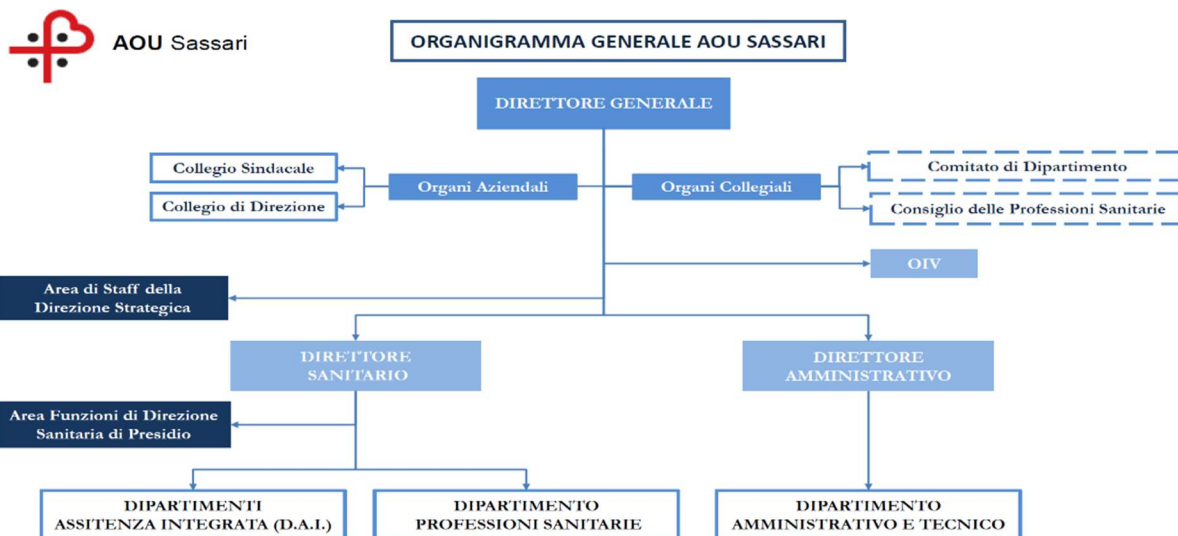 AOU Sassari
ORGANIGRAMMA GENERALE AOU SASSARI
DIRETTORE GENERALE
Collegio Sindacale
Collegio di Direzione
Organi Aziendali
Organi Collegiali
Comitato di Dipartimento
Consiglio delle Professioni Sanitarie
OIV
Area di Staff della
Direzione Strategica
DIRETTORE
SANITARIO
DIRETTORE
AMMINISTRATIVO
Area Funzioni di Direzione
Sanitaria di Presidio
DIPARTIMENTI
ASSITENZA INTEGRATA (D.A.I.)
DIPARTIMENTO
PROFESSIONI SANITARIE
DIPARTIMENTO
AMMINISTRATIVO E TECNICO